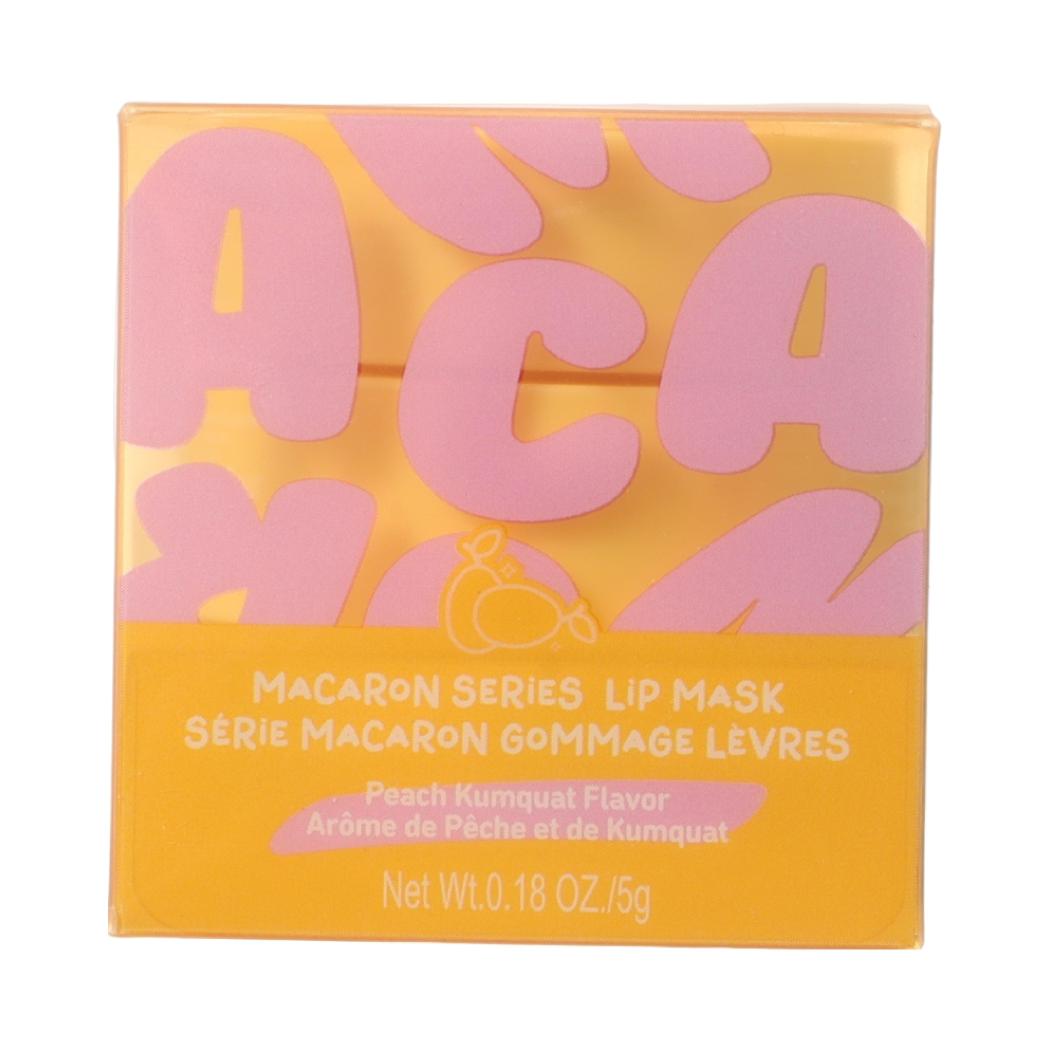 ACA
MACARON SERIES LIP MASK
SÉRIE MACARON GOMMAGE LÈVRES
Peach Kumquat Flavor
Arôme de Pêche et de Kumquat
Net Wt.0.18 OZ./5g